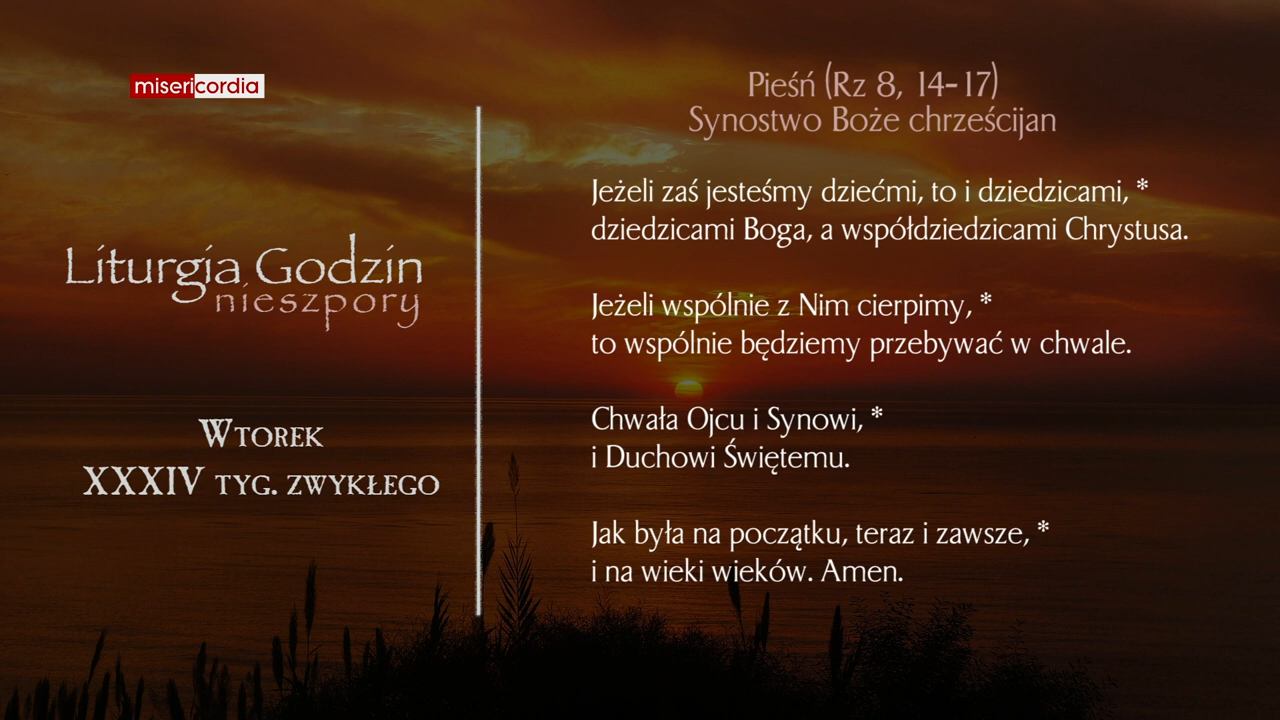 misericordia
Liturgia Godzin
nieszpory
Wtorek
XXXIV tyg. zwykłego
Pieśń (Rz 8, 14-17)
Synostwo Boże chrześcijan
Jeżeli zaś jesteśmy dziećmi, to i dziedzicami, *
dziedzicami Boga, a współdziedzicami Chrystusa.
Jeżeli wspólnie z Nim cierpimy, *
to wspólnie będziemy przebywać w chwale.
Chwała Ojcu i Synowi, *
i Duchowi Świętemu.
Jak była na początku, teraz i zawsze, *
i na wieki wieków. Amen.